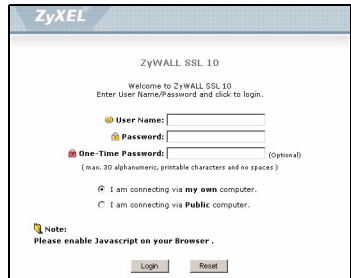 ZyXEL
ZyWALL SSL 10
Welcome to ZyWALL SSL 10
Enter User Name/Password and click to login.
User Name:
Password:
One-Time Password: (Optional)
( max. 30 alphanumeric, printable characters and no spaces )
I am connecting via my own computer.
I am connecting via Public computer.
Note:
Please enable Javascript on your Browser .
Login Reset